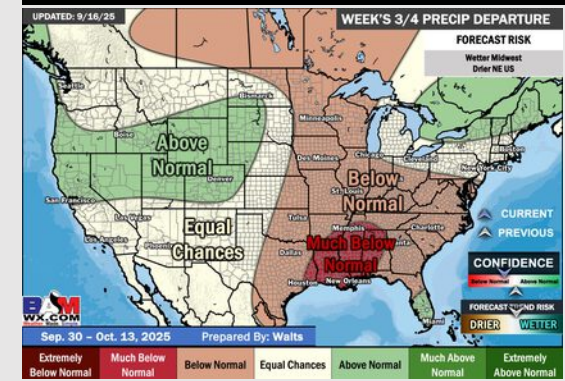 UPDATED: 9/16/25
WEEK'S 3/4 PRECIP DEPARTURE
FORECAST RISK
Wetter Midwest
Drier NE US
Seattle
Bismarck
Minneapolis
Boise
Above
Normal
Boston
Chicago
Cleveland
New York City
Des Moines
Below
Normal
Denver
St. Louis
San Francisco
Las Vegas
Equal
Chances
Tulsa
Memphis
Charlotte
CURRENT
PREVIOUS
Los Angeles
Phoenix
Much Below
Normal
anta
Dallas
CONFIDENCE
Below Normal
Above Normal
Houston
New Orleans
BAM
WX.COM
FORECAST TREND RISK
DRIER
WETTER
Miami
Sep. 30 – Oct. 13, 2025
Prepared By: Walts
Extremely
Below Normal
Much Below
Normal
Below Normal
Equal Chances
Above Normal
Much Above
Normal
Extremely
Above Normal